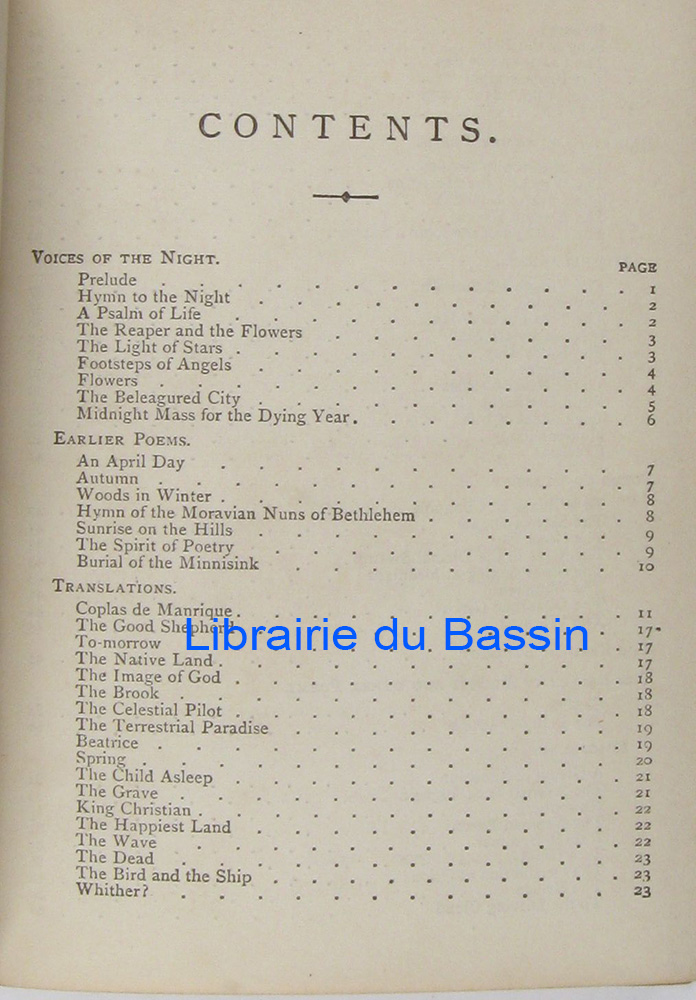 CONTENTS.
VOICES OF THE NIGHT.
PAGE
Prelude . . . . . . . . . . . . . 1
Hymn to the Night . . . . . . . . . . 2
A Psalm of Life . . . . . . . . . . . 2
The Reaper and the Flowers . . . . . . . . 3
The Light of Stars . . . . . . . . . . 3
Footsteps of Angels . . . . . . . . . . 4
Flowers . . . . . . . . . . . . . 4
The Beleagured City . . . . . . . . . . 5
Midnight Mass for the Dying Year . . . . . . . 6
EARLIER POEMS.
An April Day . . . . . . . . . . . 7
Autumn . . . . . . . . . . . . . 7
Woods in Winter . . . . . . . . . . . 8
Hymn of the Moravian Nuns of Bethlehem . . . . . 8
Sunrise on the Hills . . . . . . . . . . 9
The Spirit of Poetry . . . . . . . . . . 9
Burial of the Minnisink . . . . . . . . . 10
TRANSLATIONS.
Coplas de Manrique . . . . . . . . . . 11
The Good Shepherd . . . . . . . . . . 17
Librairie du Bassin
To-morrow . . . . . . . . . . . . 17
The Native Land . . . . . . . . . . . 17
The Image of God . . . . . . . . . . 18
The Brook . . . . . . . . . . . . 18
The Celestial Pilot . . . . . . . . . . 18
The Terrestrial Paradise . . . . . . . . . 19
Beatrice . . . . . . . . . . . . . 19
Spring . . . . . . . . . . . . . 20
The Child Asleep . . . . . . . . . . 21
The Grave . . . . . . . . . . . . 21
King Christian . . . . . . . . . . . 22
The Happiest Land . . . . . . . . . . 22
The Wave . . . . . . . . . . . . 22
The Dead . . . . . . . . . . . . 23
The Bird and the Ship . . . . . . . . . 23
Whither? . . . . . . . . . . . . 23